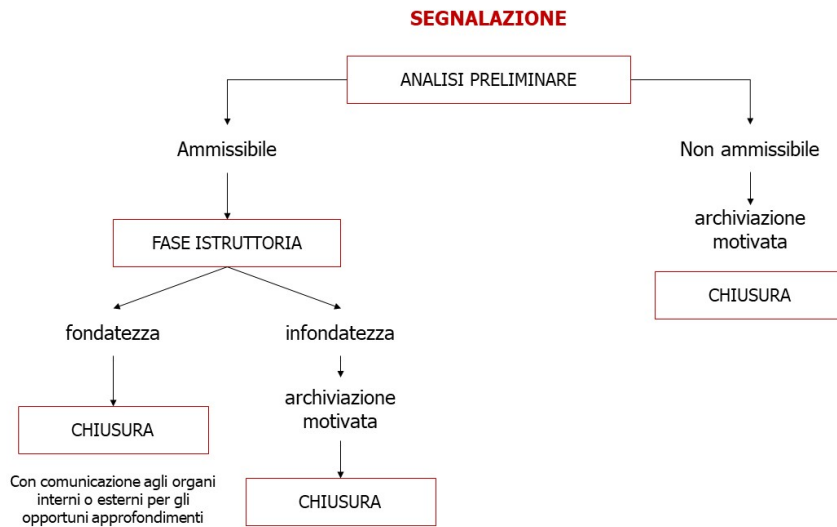 SEGNALAZIONE
ANALISI PRELIMINARE
Ammissibile
Non ammissibile
archiviazione
motivata
CHIUSURA
FASE ISTRUTTORIA
fondatezza
infondatezza
archiviazione
motivata
CHIUSURA
Con comunicazione agli organi
interni o esterni per gli
opportuni approfondimenti
CHIUSURA